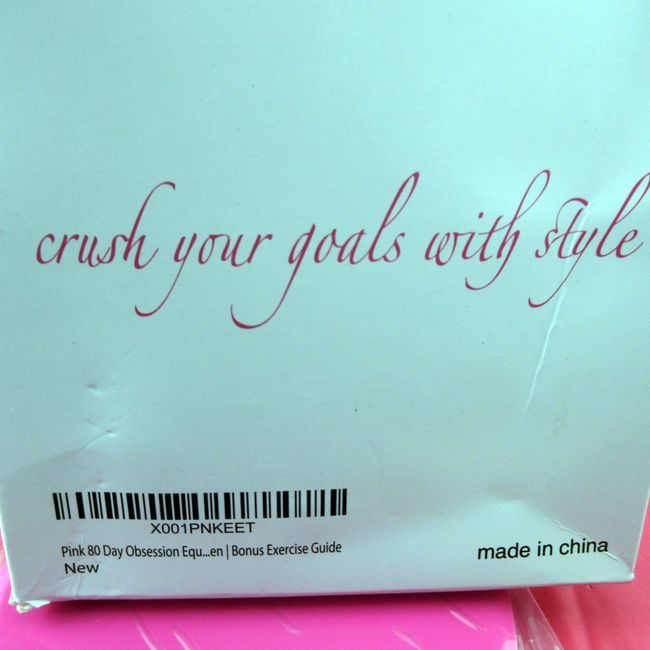 crush your goals with style
X001PNKEET
Pink 80 Day Obsession Equ...en | Bonus Exercise Guide
New
made in china